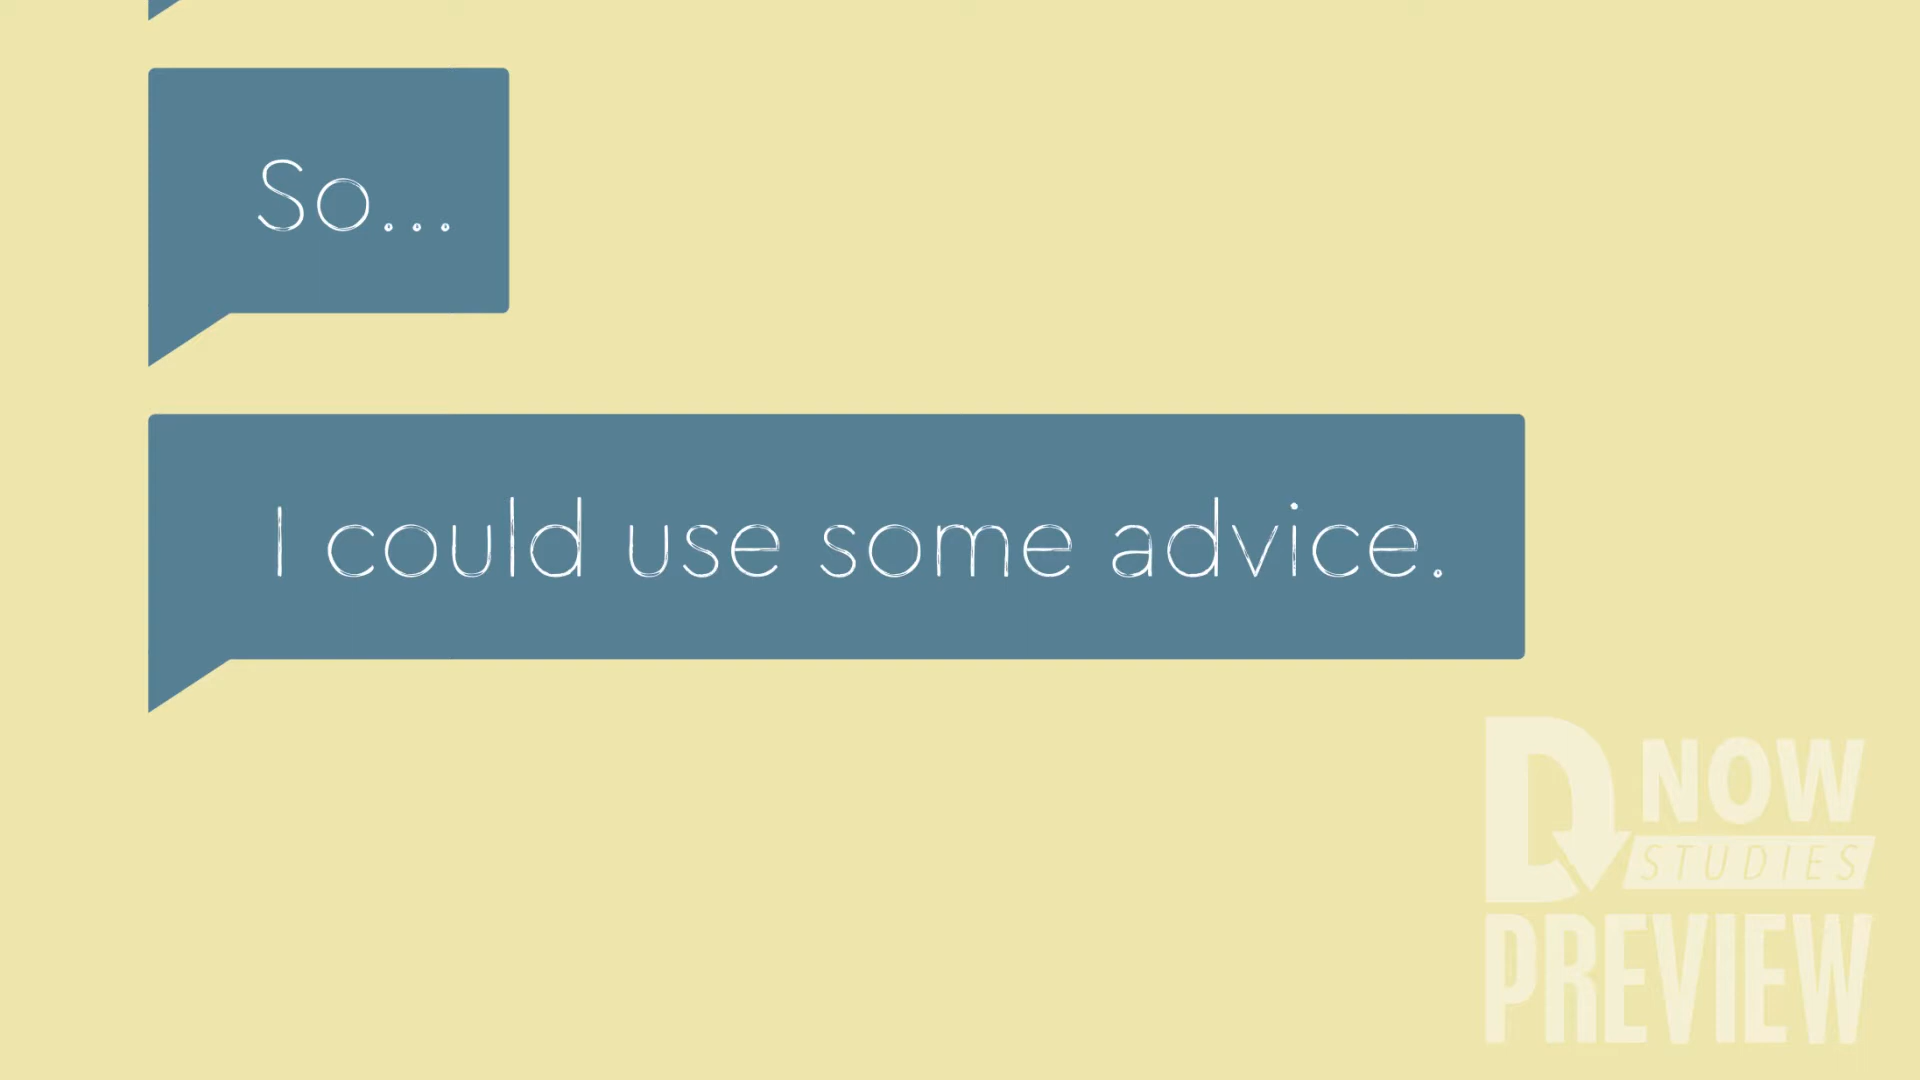 So...
I could use some advice.
D NOW
STUDIES
PREVIEW